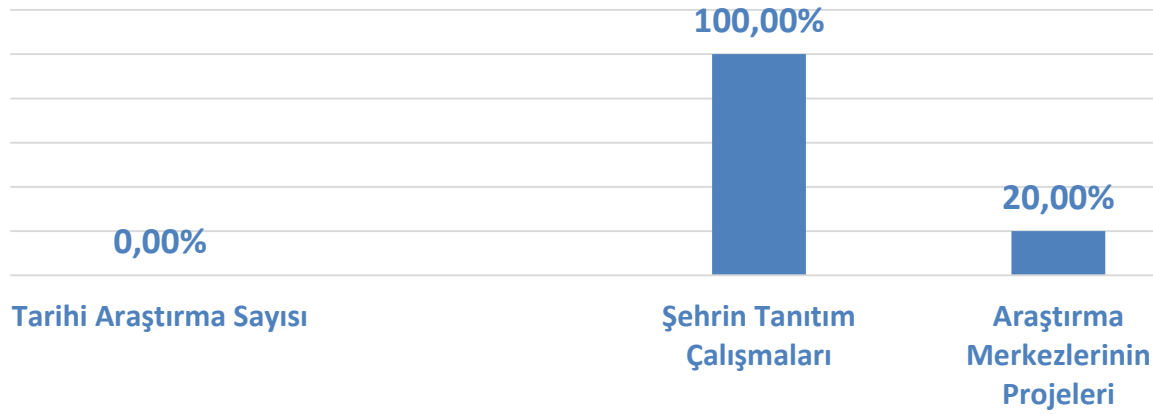 100,00%
20,00%
0,00%
Tarihi Araştırma Sayısı
Şehrin Tanıtım
Çalışmaları
Araştırma
Merkezlerinin
Projeleri